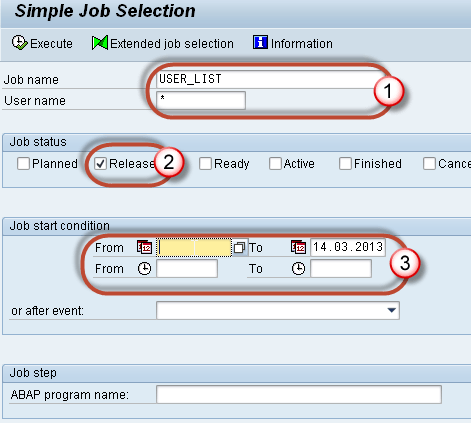 Simple Job Selection
Execute Extended job selection Information
Job name USER_LIST
User name *
1
Job status
Planned Release Ready Active Finished Cance
2
Job start condition
From To 14.03.2013
From To
3
or after event:
Job step
ABAP program name: